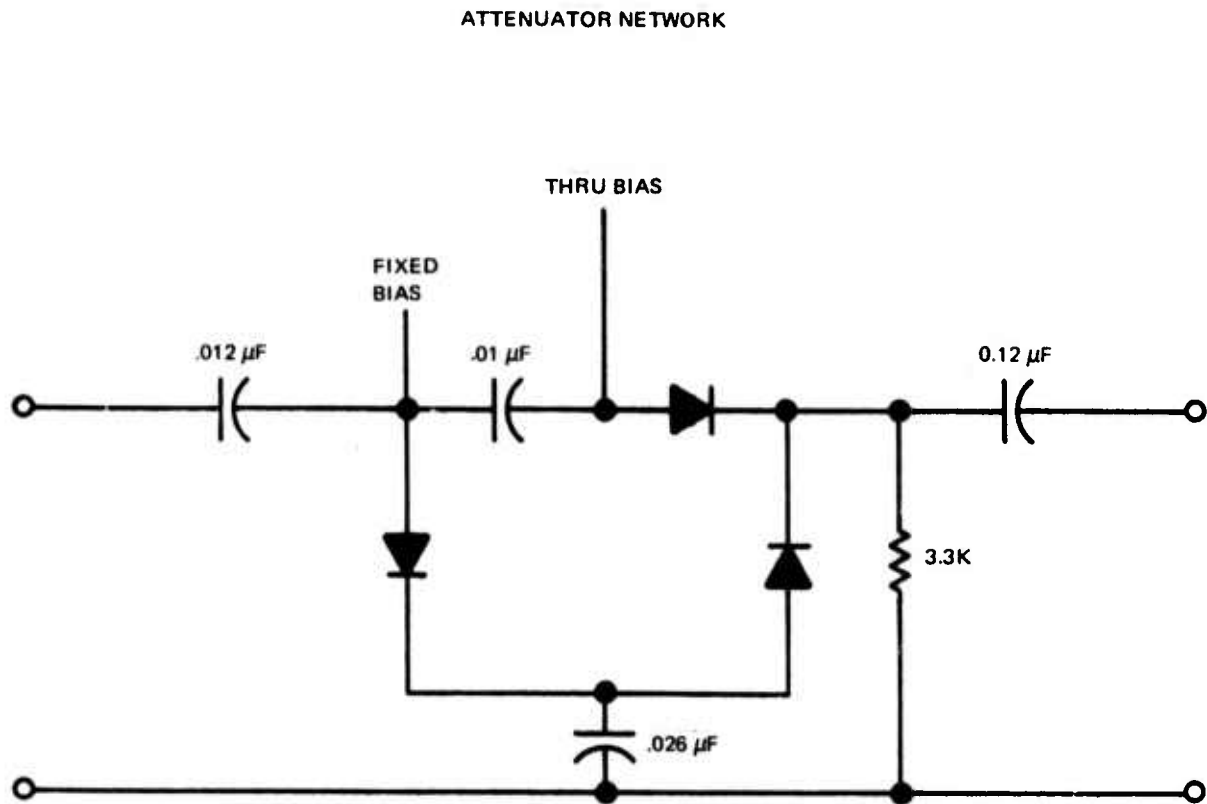 ATTENUATOR NETWORK
THRU BIAS
FIXED
BIAS
.012 µF
.01 µF
0.12 µF
3.3K
.026 µF